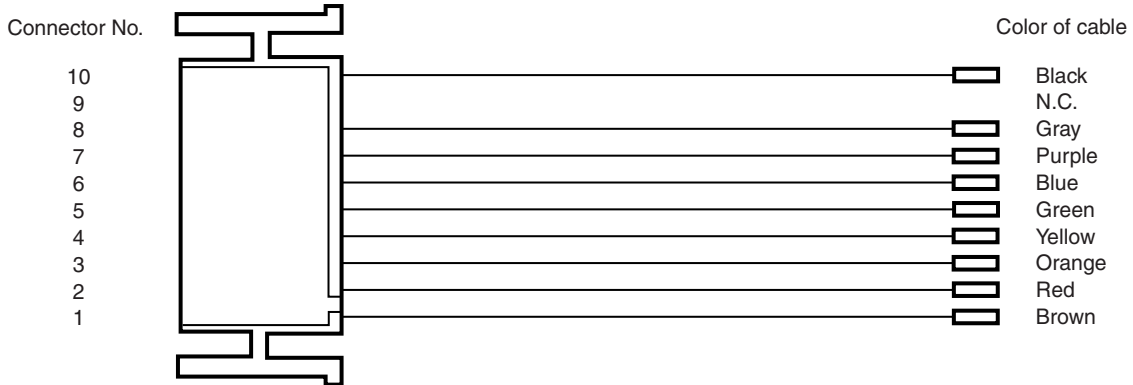 Connector No. Color of cable
10 Black
9 N.C.
8 Gray
7 Purple
6 Blue
5 Green
4 Yellow
3 Orange
2 Red
1 Brown